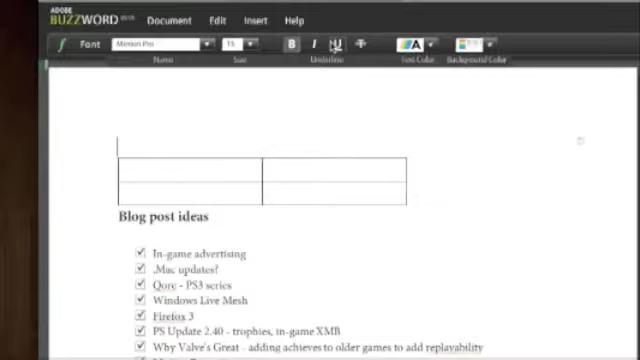 ADOBE
BUZZWORD BETA Document Edit Insert Help
Font Minion Pro 15 B I U T A
Name Size Underline Text Color Background Color
Blog post ideas
In-game advertising
.Mac updates?
Qore - PS3 series
Windows Live Mesh
Firefox 3
PS Update 2.40 - trophies, in-game XMB
Why Valve's Great - adding achieves to older games to add replayability